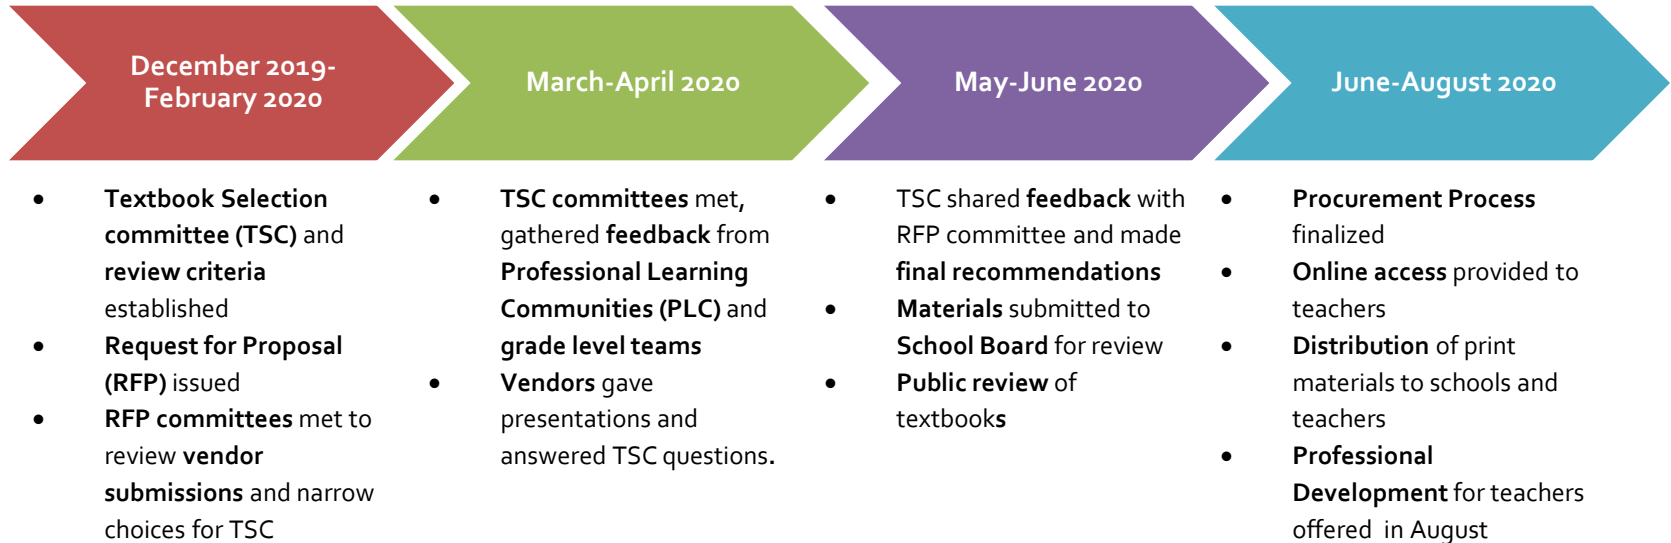 December 2019-
February 2020
March-April 2020
May-June 2020
June-August 2020
• Textbook Selection
committee (TSC) and
review criteria
established
• Request for Proposal
(RFP) issued
• RFP committees met to
review vendor
submissions and narrow
choices for TSC
• TSC committees met,
gathered feedback from
Professional Learning
Communities (PLC) and
grade level teams
• Vendors gave
presentations and
answered TSC questions.
• TSC shared feedback with
RFP committee and made
final recommendations
• Materials submitted to
School Board for review
• Public review of
textbooks
• Procurement Process
finalized
• Online access provided to
teachers
• Distribution of print
materials to schools and
teachers
• Professional
Development for teachers
offered in August